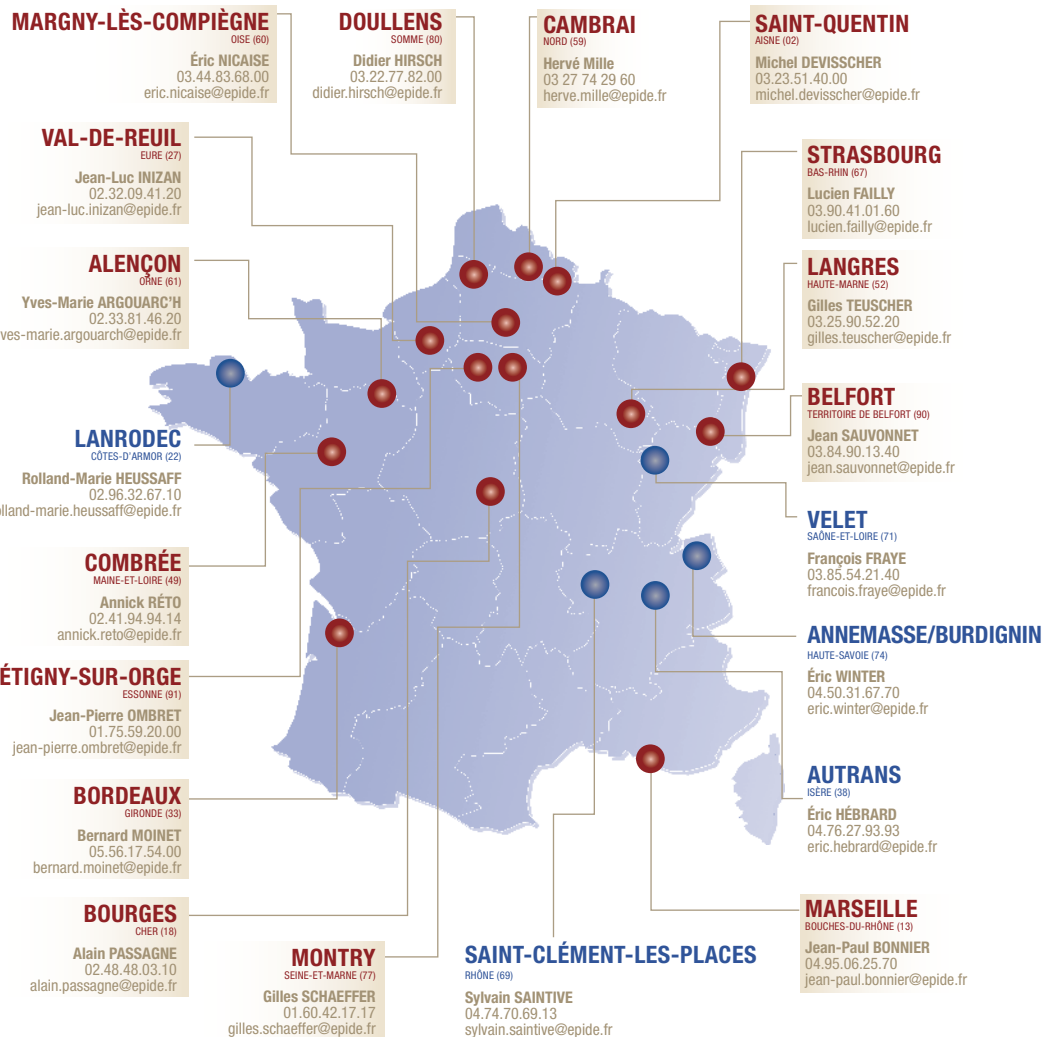 MARGNY-LÈS-COMPIÈGNE
OISE (60)
Éric NICAISE
03.44.83.68.00
eric.nicaise@epide.fr
DOULLENS
SOMME (80)
Didier HIRSCH
03.22.77.82.00
didier.hirsch@epide.fr
CAMBRAI
NORD (59)
Hervé Mille
03 27 74 29 60
herve.mille@epide.fr
SAINT-QUENTIN
AISNE (02)
Michel DEVISSCHER
03.23.51.40.00
michel.devisscher@epide.fr
VAL-DE-REUIL
EURE (27)
Jean-Luc INIZAN
02.32.09.41.20
jean-luc.inizan@epide.fr
STRASBOURG
BAS-RHIN (67)
Lucien FAILLY
03.90.41.01.60
lucien.failly@epide.fr
ALENÇON
ORNE (61)
Yves-Marie ARGOUARC'H
02.33.81.46.20
ves-marie.argouarch@epide.fr
LANGRES
HAUTE-MARNE (52)
Gilles TEUSCHER
03.25.90.52.20
gilles.teuscher@epide.fr
LANRODEC
CÔTES-D'ARMOR (22)
Rolland-Marie HEUSSAFF
02.96.32.67.10
olland-marie.heussaff@epide.fr
BELFORT
TERRITOIRE DE BELFORT (90)
Jean SAUVONNET
03.84.90.13.40
jean.sauvonnet@epide.fr
VELET
SAÔNE-ET-LOIRE (71)
François FRAYE
03.85.54.21.40
francois.fraye@epide.fr
COMBRÉE
MAINE-ET-LOIRE (49)
Annick RÉTO
02.41.94.94.14
annick.reto@epide.fr
ANNEMASSE/BURDIGNIN
HAUTE-SAVOIE (74)
Éric WINTER
04.50.31.67.70
eric.winter@epide.fr
ÉTIGNY-SUR-ORGE
ESSONNE (91)
Jean-Pierre OMBRET
01.75.59.20.00
jean-pierre.ombret@epide.fr
AUTRANS
ISÈRE (38)
Éric HÉBRARD
04.76.27.93.93
eric.hebrard@epide.fr
BORDEAUX
GIRONDE (33)
Bernard MOINET
05.56.17.54.00
bernard.moinet@epide.fr
BOURGES
CHER (18)
Alain PASSAGNE
02.48.48.03.10
alain.passagne@epide.fr
MONTRY
SEINE-ET-MARNE (77)
Gilles SCHAEFFER
01.60.42.17.17
gilles.schaeffer@epide.fr
SAINT-CLÉMENT-LES-PLACES
RHÔNE (69)
Sylvain SAINTIVE
04.74.70.69.13
sylvain.saintive@epide.fr
MARSEILLE
BOUCHES-DU-RHÔNE (13)
Jean-Paul BONNIER
04.95.06.25.70
jean-paul.bonnier@epide.fr